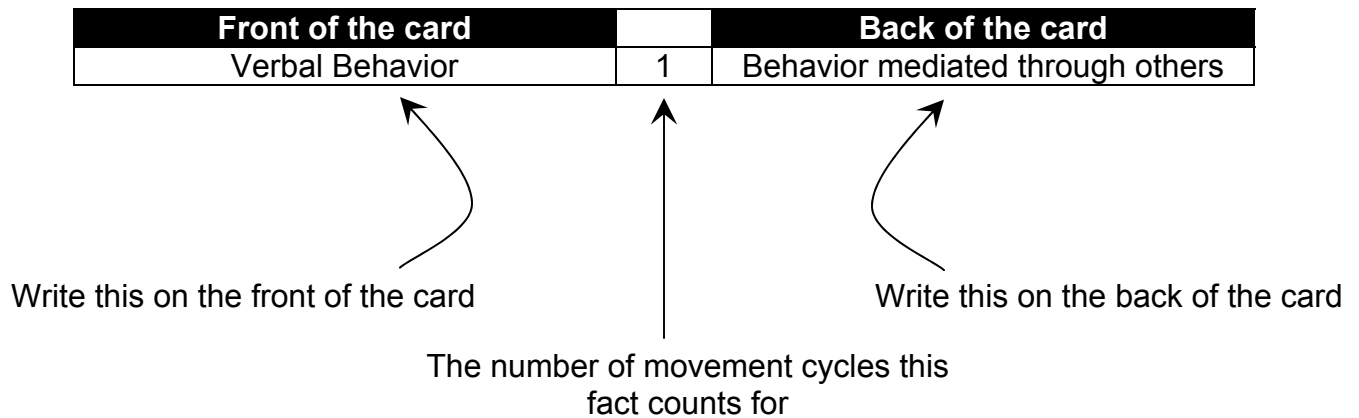 Front of the card Back of the card
Verbal Behavior 1 Behavior mediated through others
Write this on the front of the card Write this on the back of the card
The number of movement cycles this
fact counts for